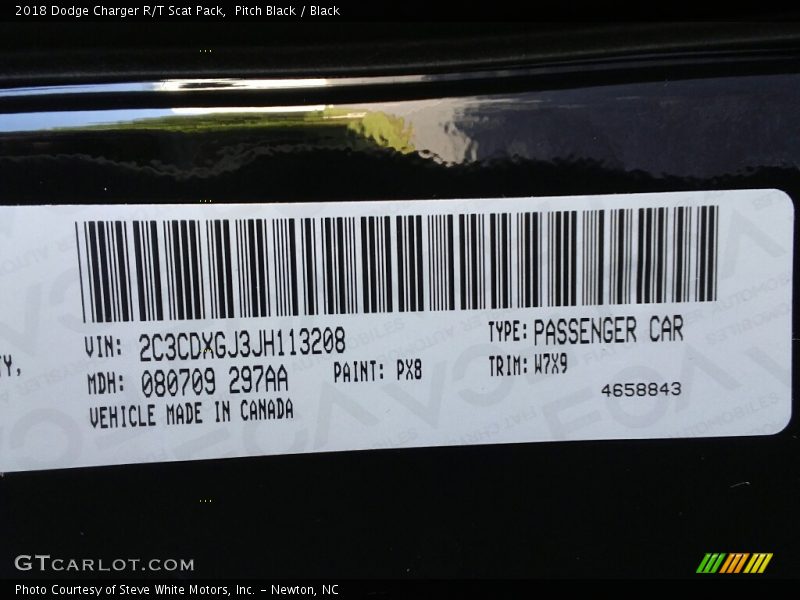 2018 Dodge Charger R/T Scat Pack,  Pitch Black / Black
TY,
VIN: 2C3CDXGJ3JH113208
TYPE: PASSENGER CAR
MDH: 080709 297AA
PAINT: PX8
TRIM: W7X9
VEHICLE MADE IN CANADA
4658843
GTCARLOT.COM
Photo Courtesy of Steve White Motors, Inc. – Newton, NC